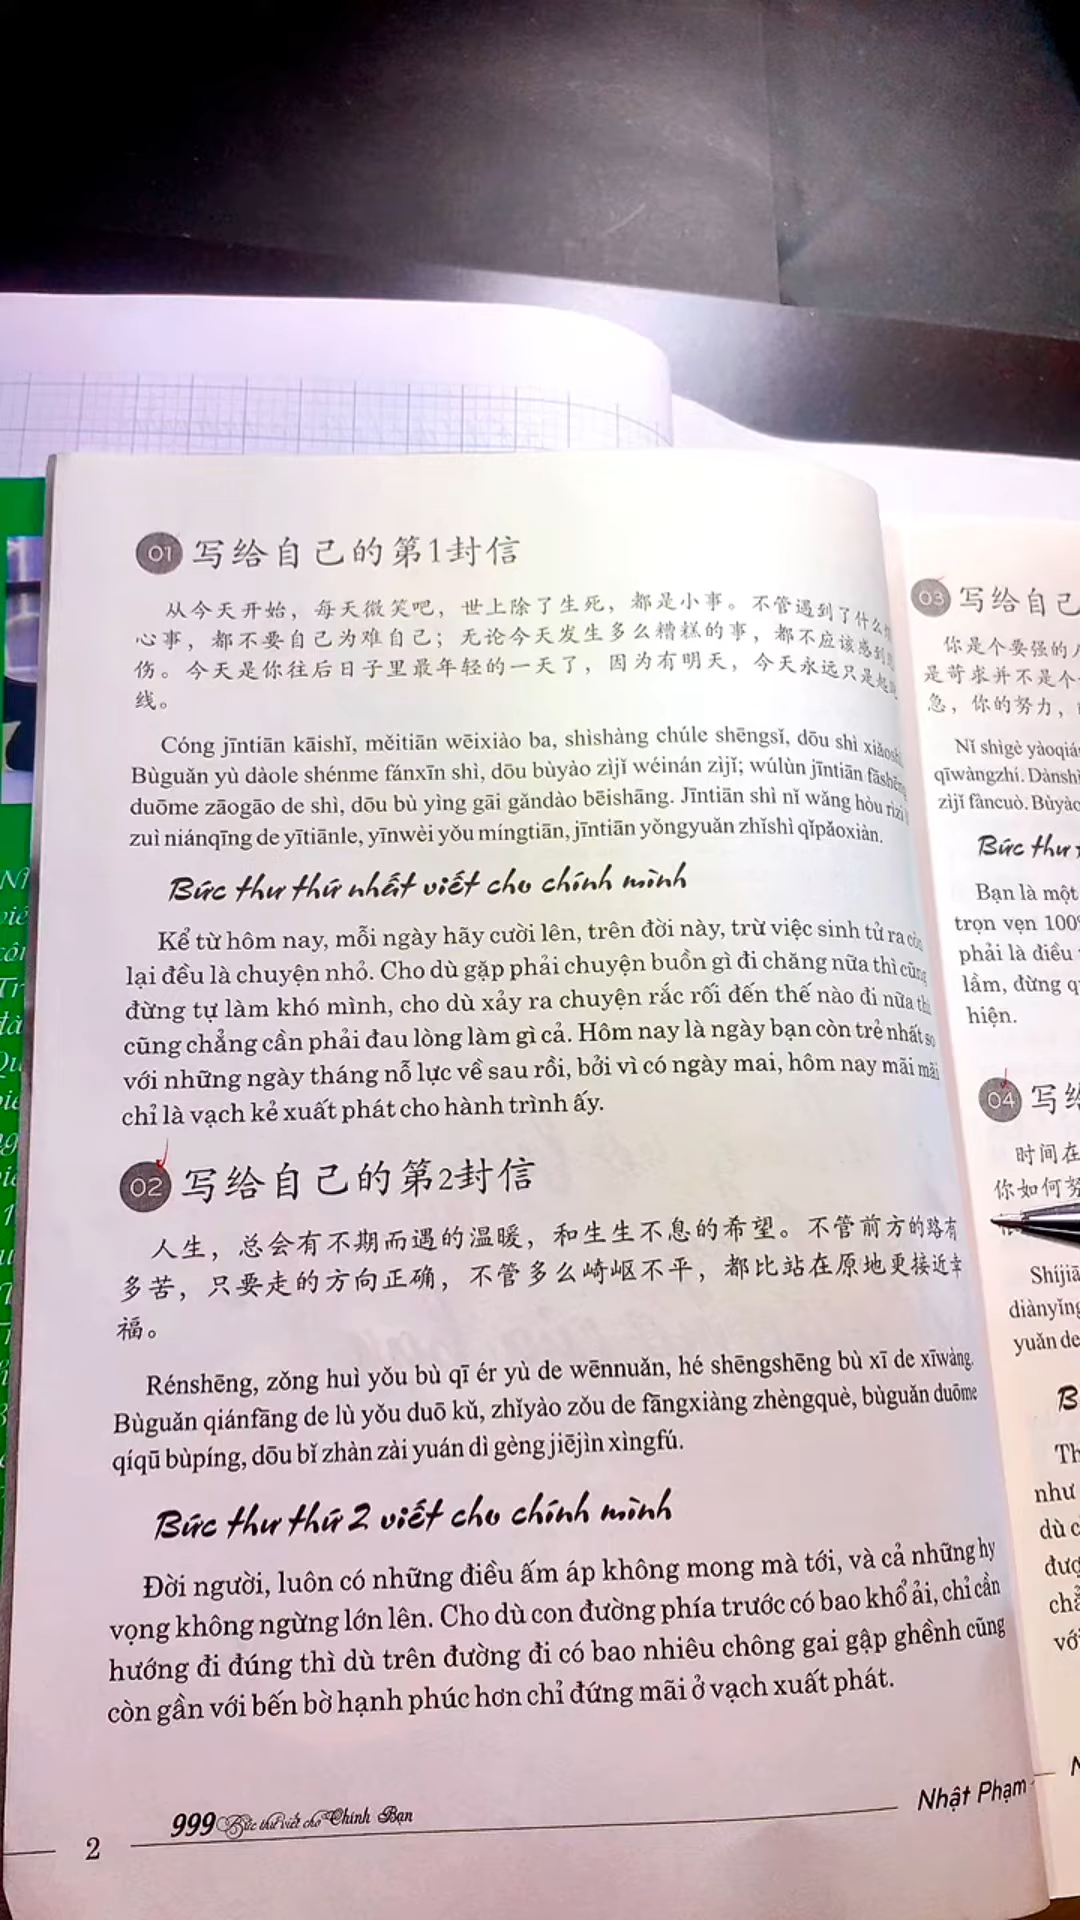 01 写给自己的第1封信
从今天开始，每天微笑吧，世上除了生死，都是小事。不管遇到了什么
心事，都不要自己为难自己；无论今天发生多么糟糕的事，都不应该感到
伤。今天是你往后日子里最年轻的一天了，因为有明天，今天永远只是起跑
线。
Cóng jīntiān kāishǐ, měitiān wēixiào ba, shìshàng chúle shēngsǐ, dōu shì xiǎoshì
Bùguǎn yù dàole shénme fánxīn shì, dōu bùyào zìjǐ wéinán zìjǐ; wúlùn jīntiān fāshēng
duōme zāogāo de shì, dōu bù yìng gāi gǎndào bēishāng. Jīntiān shì nǐ wǎng hòu rìzi
zuì niánqīng de yītiānle, yīnwèi yǒu míngtiān, jīntiān yǒngyuǎn zhǐshì qǐpǎoxiàn.
Bức thư thứ nhất viết cho chính mình
Kể từ hôm nay, mỗi ngày hãy cười lên, trên đời này, trừ việc sinh tử ra còn
lại đều là chuyện nhỏ. Cho dù gặp phải chuyện buồn gì đi chăng nữa thì cũng
đừng tự làm khó mình, cho dù xảy ra chuyện rắc rối đến thế nào đi nữa thì
cũng chẳng cần phải đau lòng làm gì cả. Hôm nay là ngày bạn còn trẻ nhất so
với những ngày tháng nỗ lực về sau rồi, bởi vì có ngày mai, hôm nay mãi mãi
chỉ là vạch kẻ xuất phát cho hành trình ấy.
02 写给自己的第2封信
人生，总会有不期而遇的温暖，和生生不息的希望。不管前方的路有
多苦，只要走的方向正确，不管多么崎岖不平，都比站在原地更接近幸
福。
Rénshēng, zǒng huì yǒu bù qī ér yù de wēnnuǎn, hé shēngshēng bù xī de xīwàng.
Bùguǎn qiánfāng de lù yǒu duō kǔ, zhǐyào zǒu de fāngxiàng zhèngquè, bùguǎn duōme
qíqū bùpíng, dōu bǐ zhàn zài yuán dì gèng jiējìn xìngfú.
Bức thư thứ 2 viết cho chính mình
Đời người, luôn có những điều ấm áp không mong mà tới, và cả những hy
vọng không ngừng lớn lên. Cho dù con đường phía trước có bao khổ ải, chỉ cần
hướng đi đúng thì dù trên đường đi có bao nhiêu chông gai gập ghềnh cũng
còn gần với bến bờ hạnh phúc hơn chỉ đứng mãi ở vạch xuất phát.
2 999 Bức thư viết cho Chính Bạn
Nhật Phạm
03 写给自己
你是个要强的
是苛求并不是个
急，你的努力，
Nǐ shìgè yàoqiá
qīwàngzhí. Dànshì
zìjǐ fàncuò. Bùyào
Bức thư
Bạn là một
trọn vẹn 100
phải là điều
lầm, đừng
hiện.
04 写给
时间在
你如何努
Shíjiā
diànyǐng
yuǎn de
B
Th
như
dù c
đượ
chẳ
với